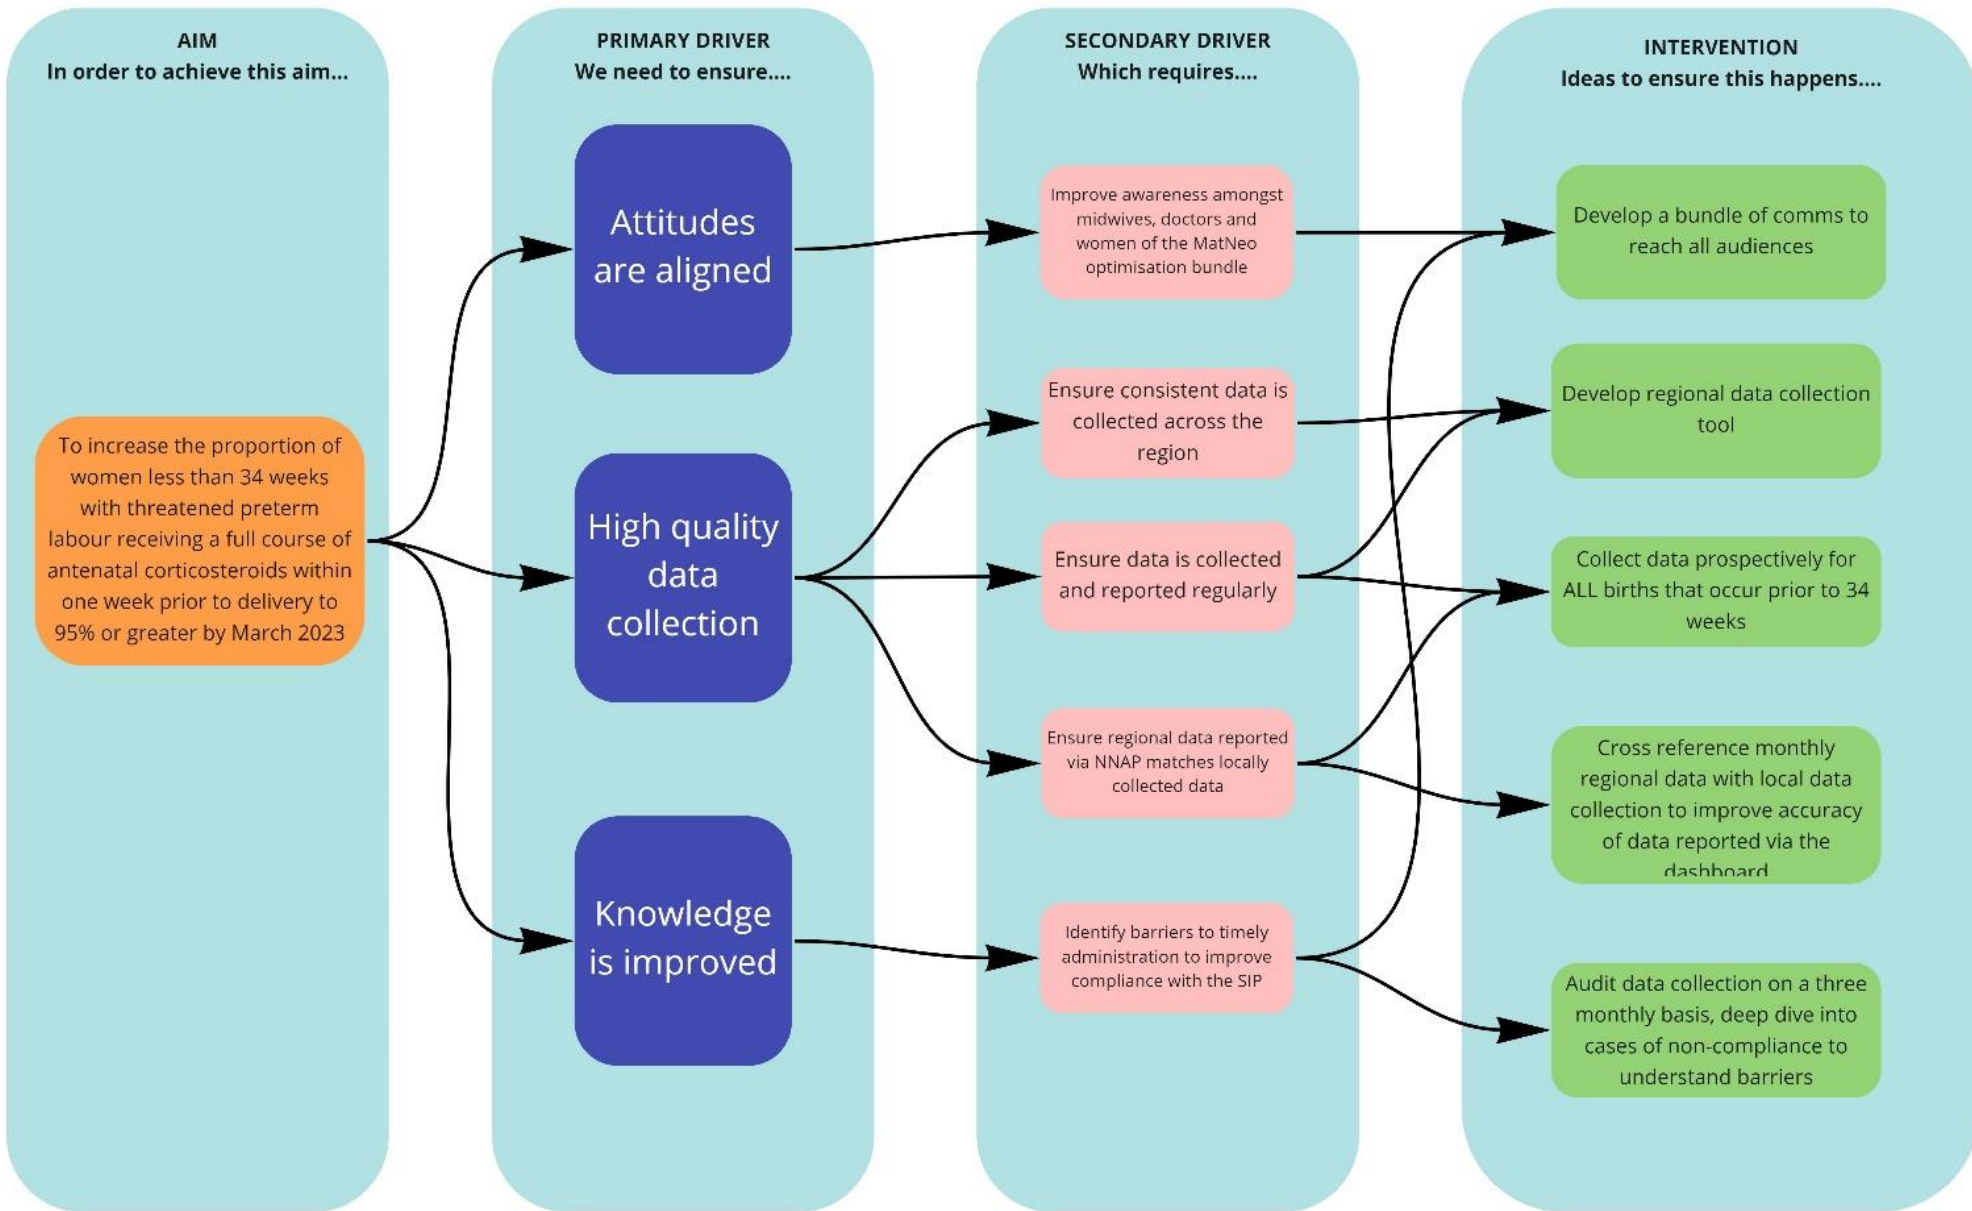 AIM
In order to achieve this aim...
To increase the proportion of
women less than 34 weeks
with threatened preterm
labour receiving a full course of
antenatal corticosteroids within
one week prior to delivery to
95% or greater by March 2023
PRIMARY DRIVER
We need to ensure....
Attitudes
are aligned
High quality
data
collection
Knowledge
is improved
SECONDARY DRIVER
Which requires....
Improve awareness amongst
midwives, doctors and
women of the MatNeo
optimisation bundle
Ensure consistent data is
collected across the
region
Ensure data is collected
and reported regularly
Ensure regional data reported
via NNAP matches locally
collected data
Identify barriers to timely
administration to improve
compliance with the SIP
INTERVENTION
Ideas to ensure this happens....
Develop a bundle of comms to
reach all audiences
Develop regional data collection
tool
Collect data prospectively for
ALL births that occur prior to 34
weeks
Cross reference monthly
regional data with local data
collection to improve accuracy
of data reported via the
dashboard
Audit data collection on a three
monthly basis, deep dive into
cases of non-compliance to
understand barriers